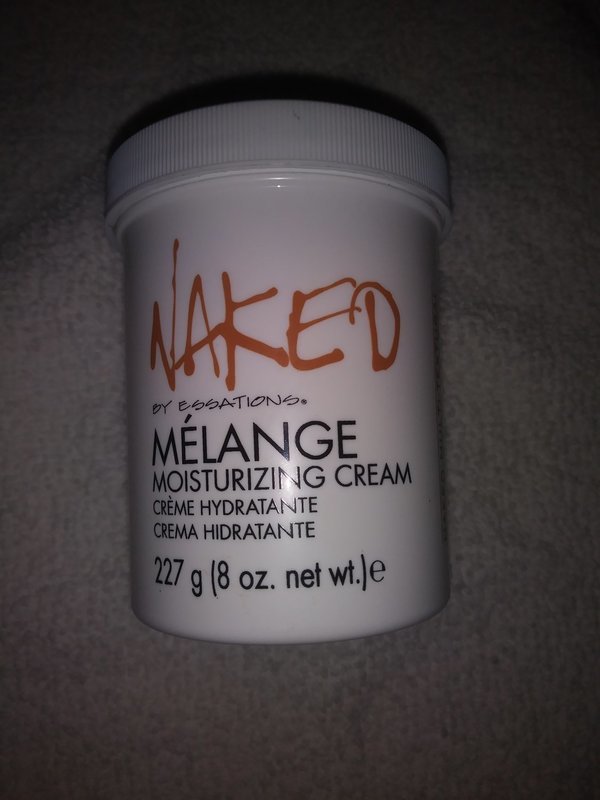 NAKED
BY ESSATIONS®
MÉLANGE
MOISTURIZING CREAM
CRÈME HYDRATANTE
CREMA HIDRATANTE
227 g (8 oz. net wt.)e